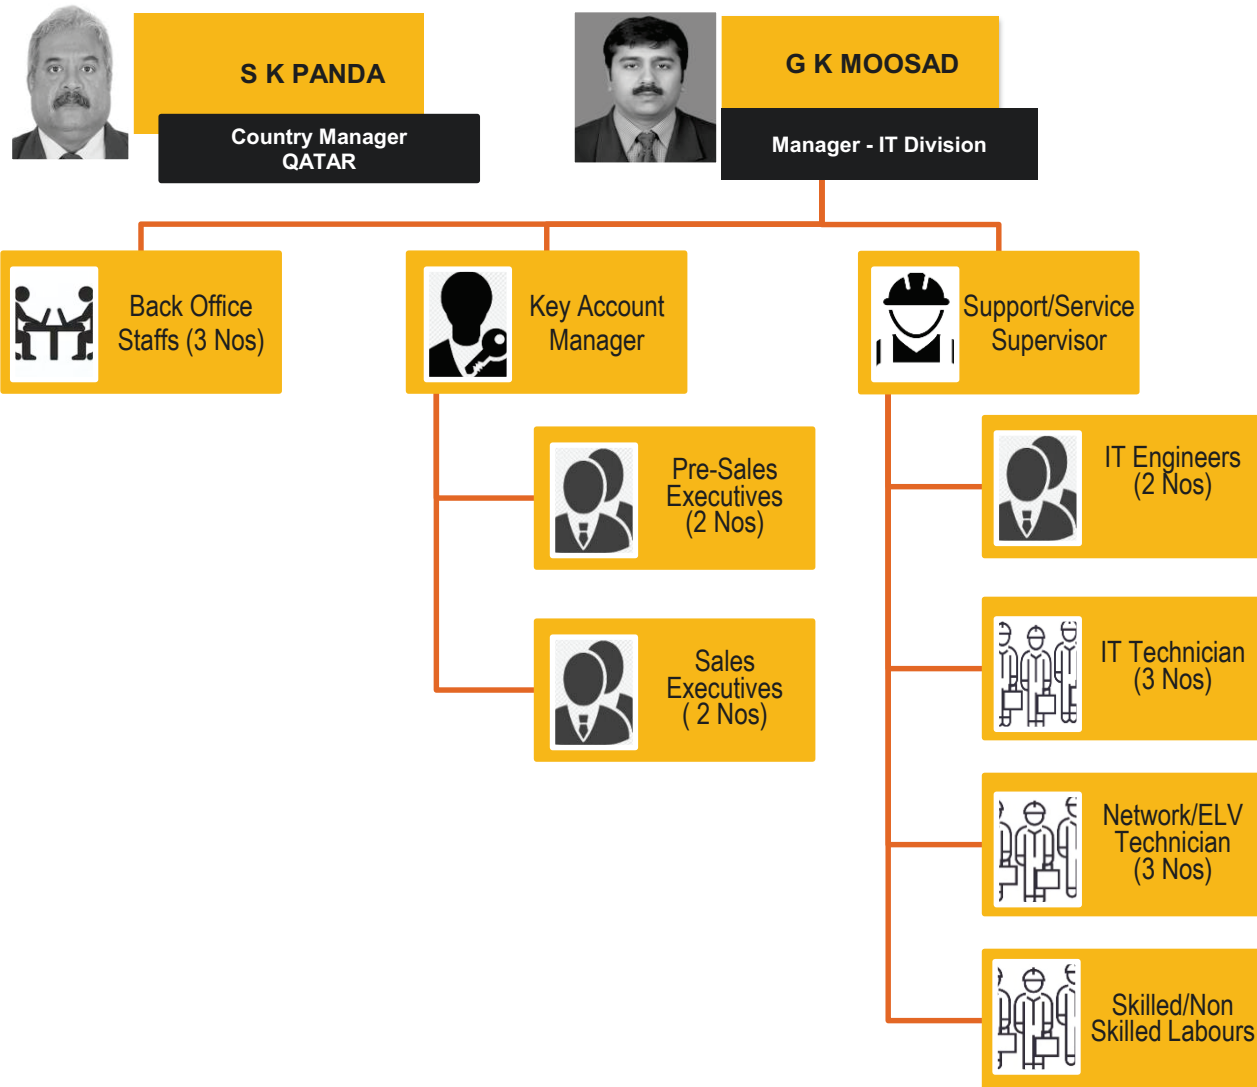 S K PANDA
Country Manager
QATAR
G K MOOSAD
Manager - IT Division
Back Office
Staffs (3 Nos)
Key Account
Manager
Support/Service
Supervisor
Pre-Sales
Executives
(2 Nos)
Sales
Executives
( 2 Nos)
IT Engineers
(2 Nos)
IT Technician
(3 Nos)
Network/ELV
Technician
(3 Nos)
Skilled/Non
Skilled Labours